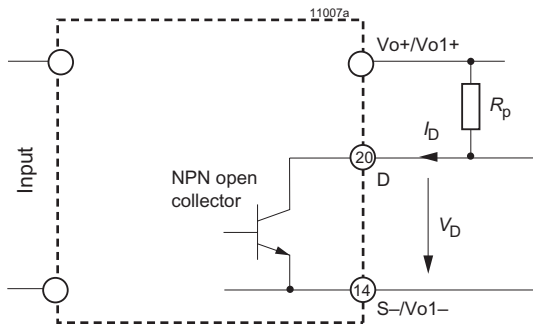 11007a
Vo+/Vo1+
Rp
ID
20
D
Input
NPN open
collector
VD
14
S–/Vo1–